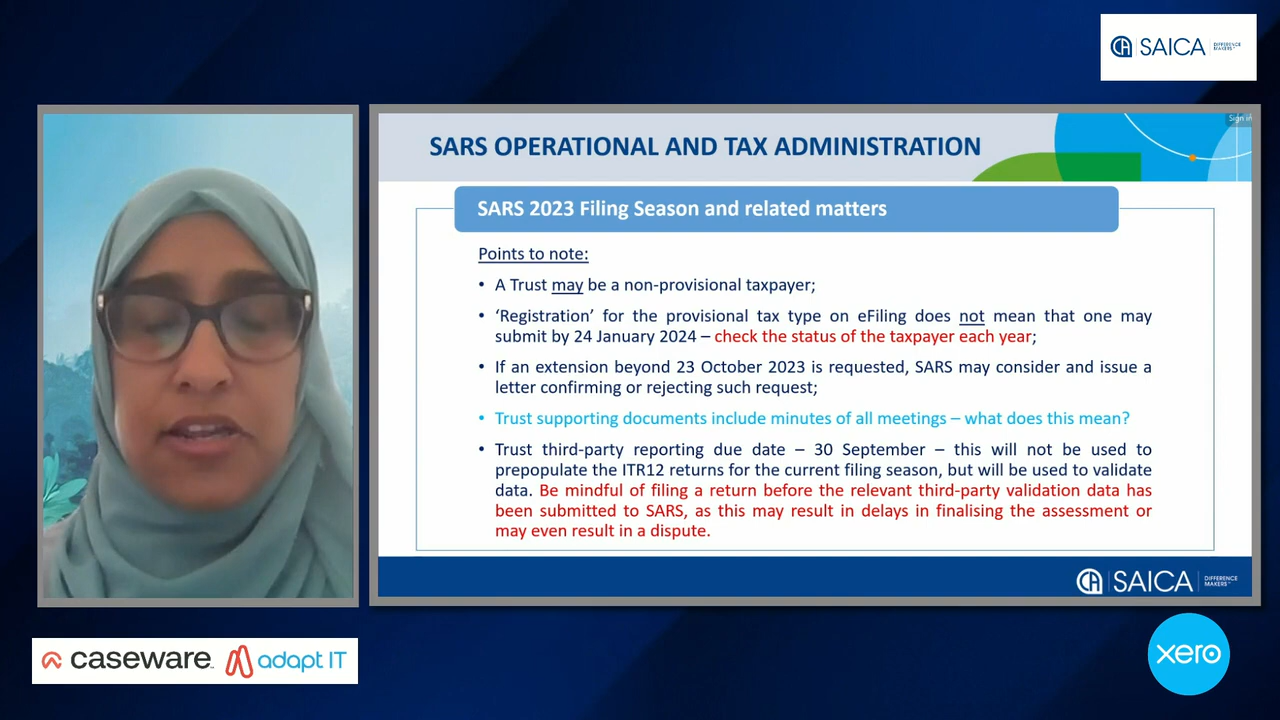 SAICA
DIFFERENCE
MAKERS™
Sign in
SARS OPERATIONAL AND TAX ADMINISTRATION
SARS 2023 Filing Season and related matters
Points to note:
• A Trust may be a non-provisional taxpayer;
• ‘Registration’ for the provisional tax type on eFiling does not mean that one may
submit by 24 January 2024 – check the status of the taxpayer each year;
• If an extension beyond 23 October 2023 is requested, SARS may consider and issue a
letter confirming or rejecting such request;
• Trust supporting documents include minutes of all meetings – what does this mean?
• Trust third-party reporting due date – 30 September – this will not be used to
prepopulate the ITR12 returns for the current filing season, but will be used to validate
data. Be mindful of filing a return before the relevant third-party validation data has
been submitted to SARS, as this may result in delays in finalising the assessment or
may even result in a dispute.
CA SAICA
DIFFERENCE
MAKERS™
caseware
adapt IT
xero